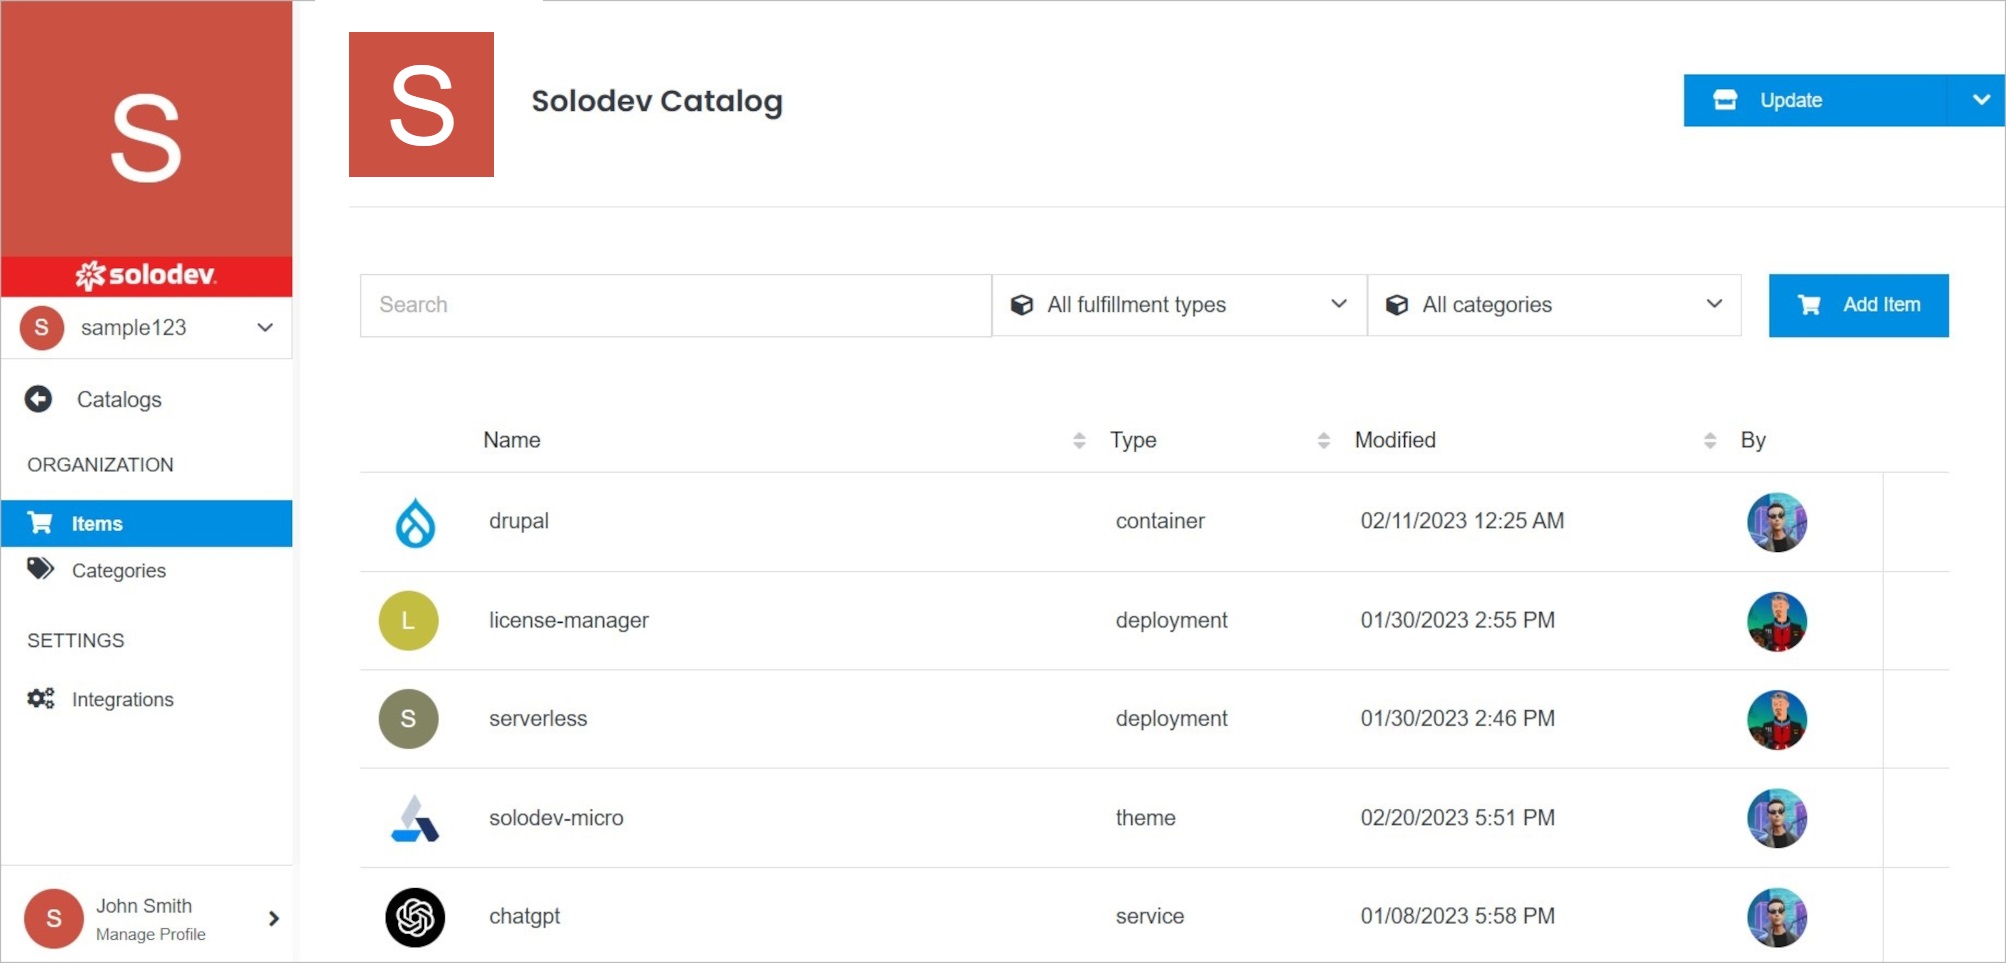 S
solodev
S sample123
Catalogs
ORGANIZATION
Items
Categories
SETTINGS
Integrations
S John Smith
Manage Profile
S Solodev Catalog
Update
Search All fulfillment types All categories Add Item
Name Type Modified By
drupal container 02/11/2023 12:25 AM
L license-manager deployment 01/30/2023 2:55 PM
S serverless deployment 01/30/2023 2:46 PM
solodev-micro theme 02/20/2023 5:51 PM
chatgpt service 01/08/2023 5:58 PM